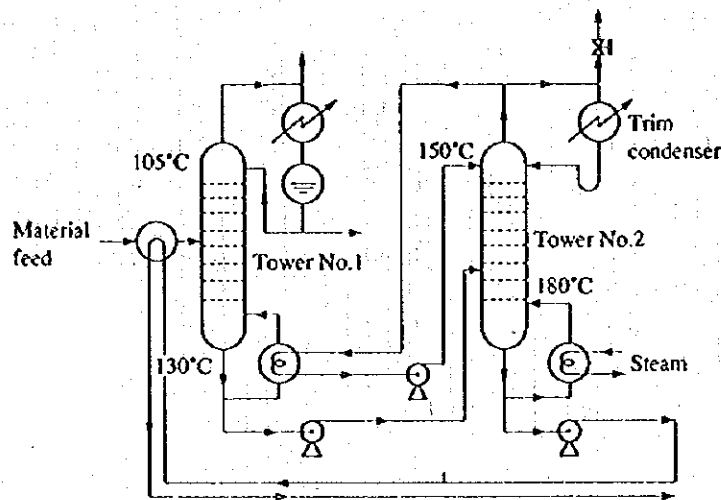 105°C
150°C
Trim
condenser
Material
feed
Tower No.1
Tower No.2
180°C
130°C
Steam